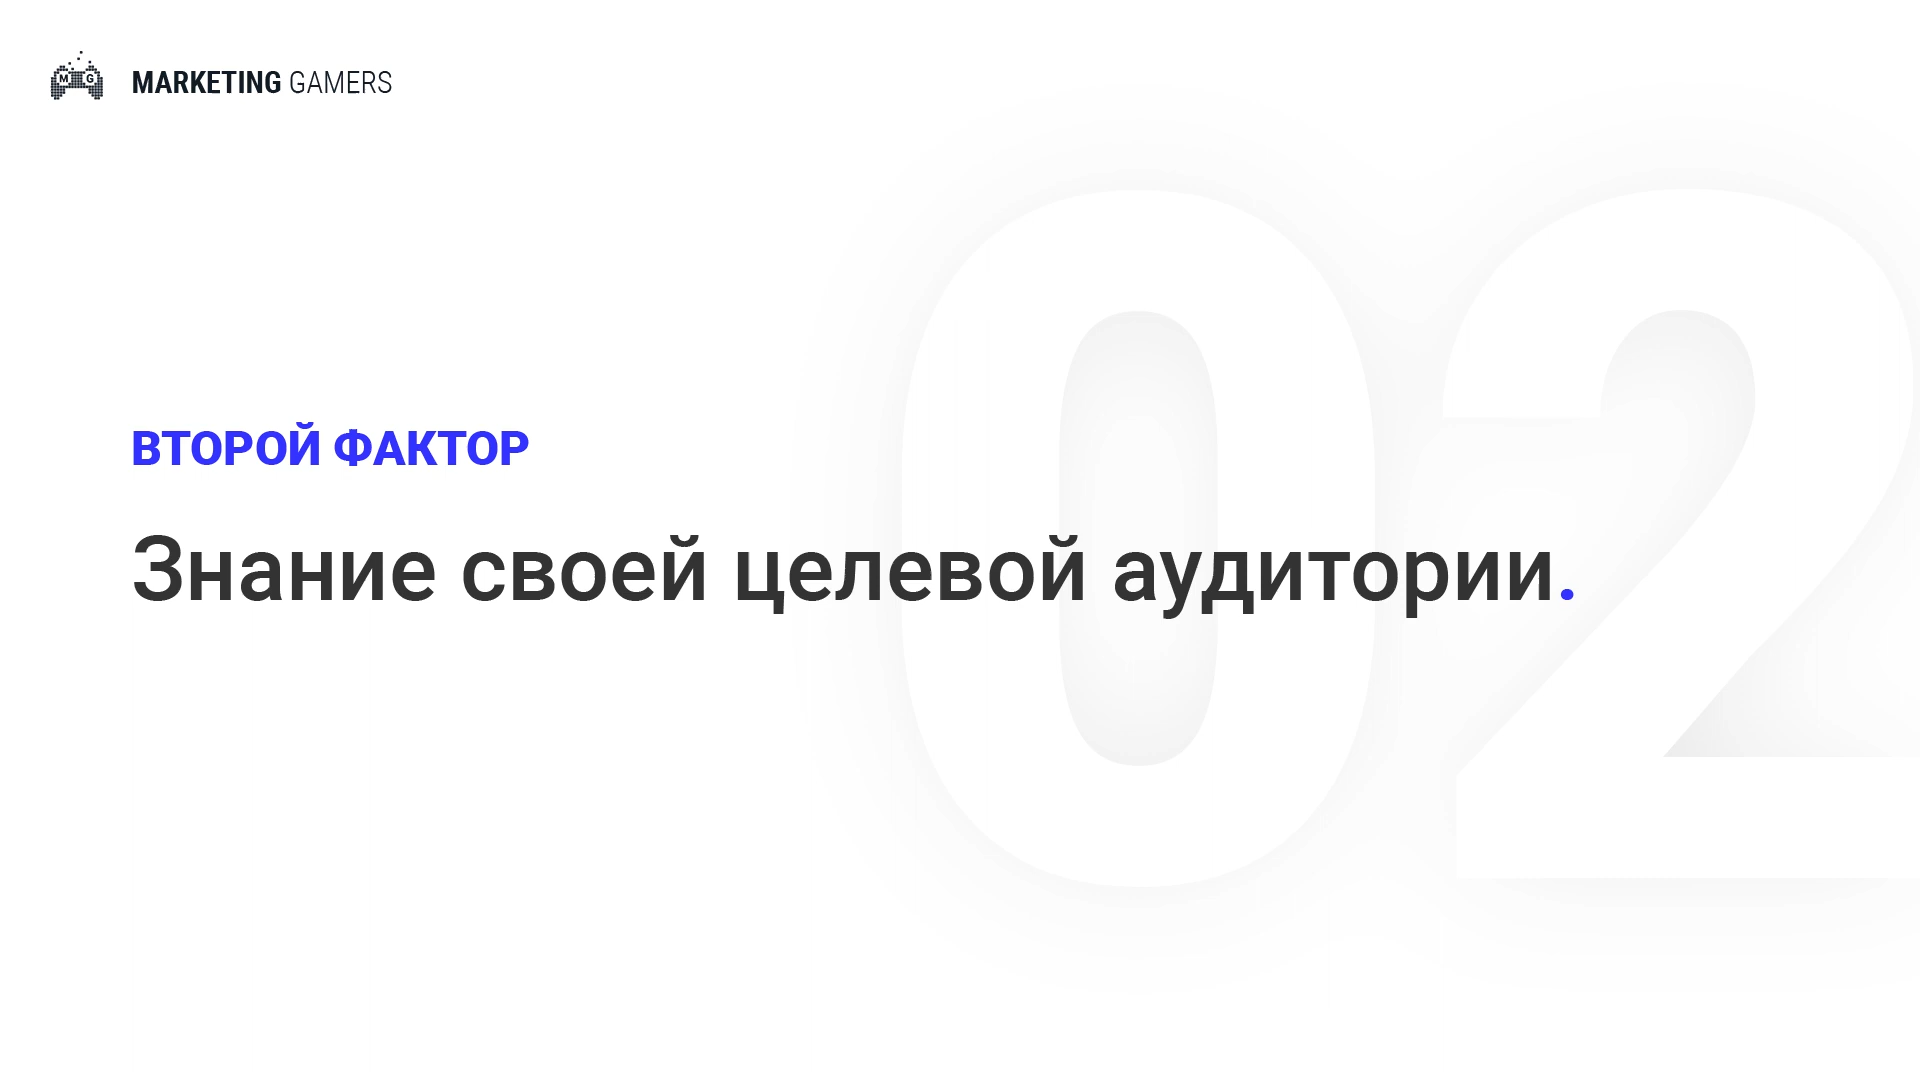 M G
MARKETING GAMERS
02
ВТОРОЙ ФАКТОР
Знание своей целевой аудитории.